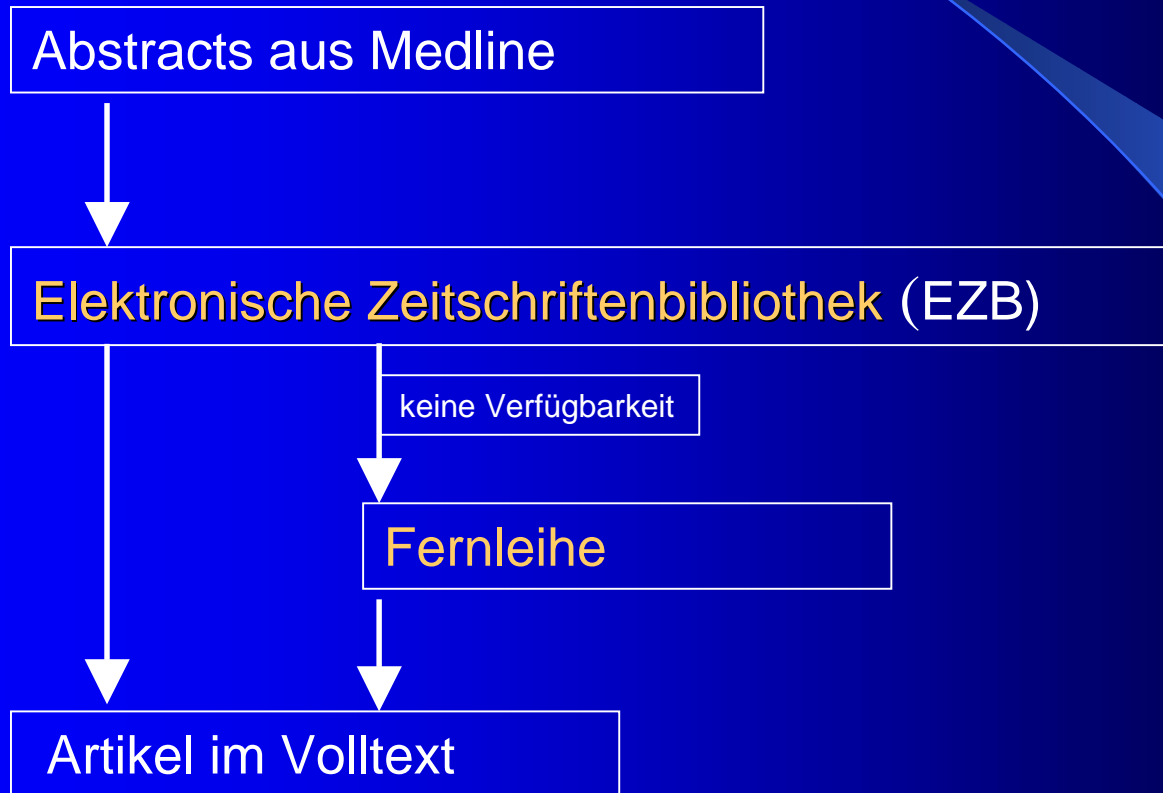 Abstracts aus Medline
Elektronische Zeitschriftenbibliothek (EZB)
keine Verfügbarkeit
Fernleihe
Artikel im Volltext